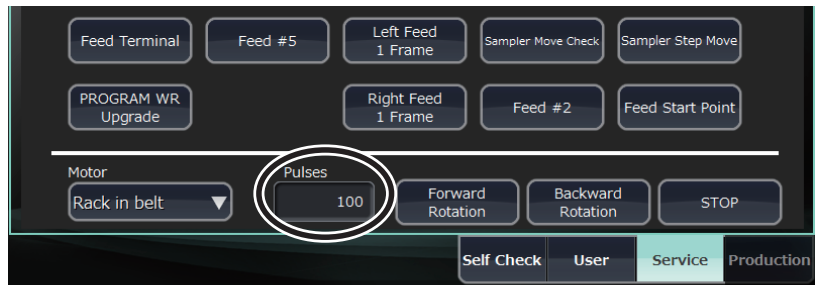 Feed Terminal
Feed #5
Left Feed
1 Frame
Sampler Move Check
Sampler Step Move
PROGRAM WR
Upgrade
Right Feed
1 Frame
Feed #2
Feed Start Point
Motor
Rack in belt
Pulses
100
Forward
Rotation
Backward
Rotation
STOP
Self Check
User
Service
Production